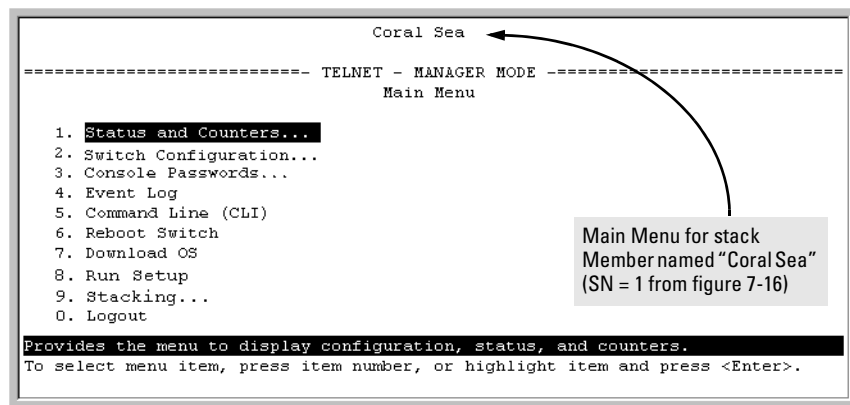 Coral Sea
==========================- TELNET - MANAGER MODE -============================
Main Menu
1. Status and Counters...
2. Switch Configuration...
3. Console Passwords...
4. Event Log
5. Command Line (CLI)
6. Reboot Switch
7. Download OS
8. Run Setup
9. Stacking...
0. Logout
Main Menu for stack
Member named "Coral Sea"
(SN = 1 from figure 7-16)
Provides the menu to display configuration, status, and counters.
To select menu item, press item number, or highlight item and press <Enter>.